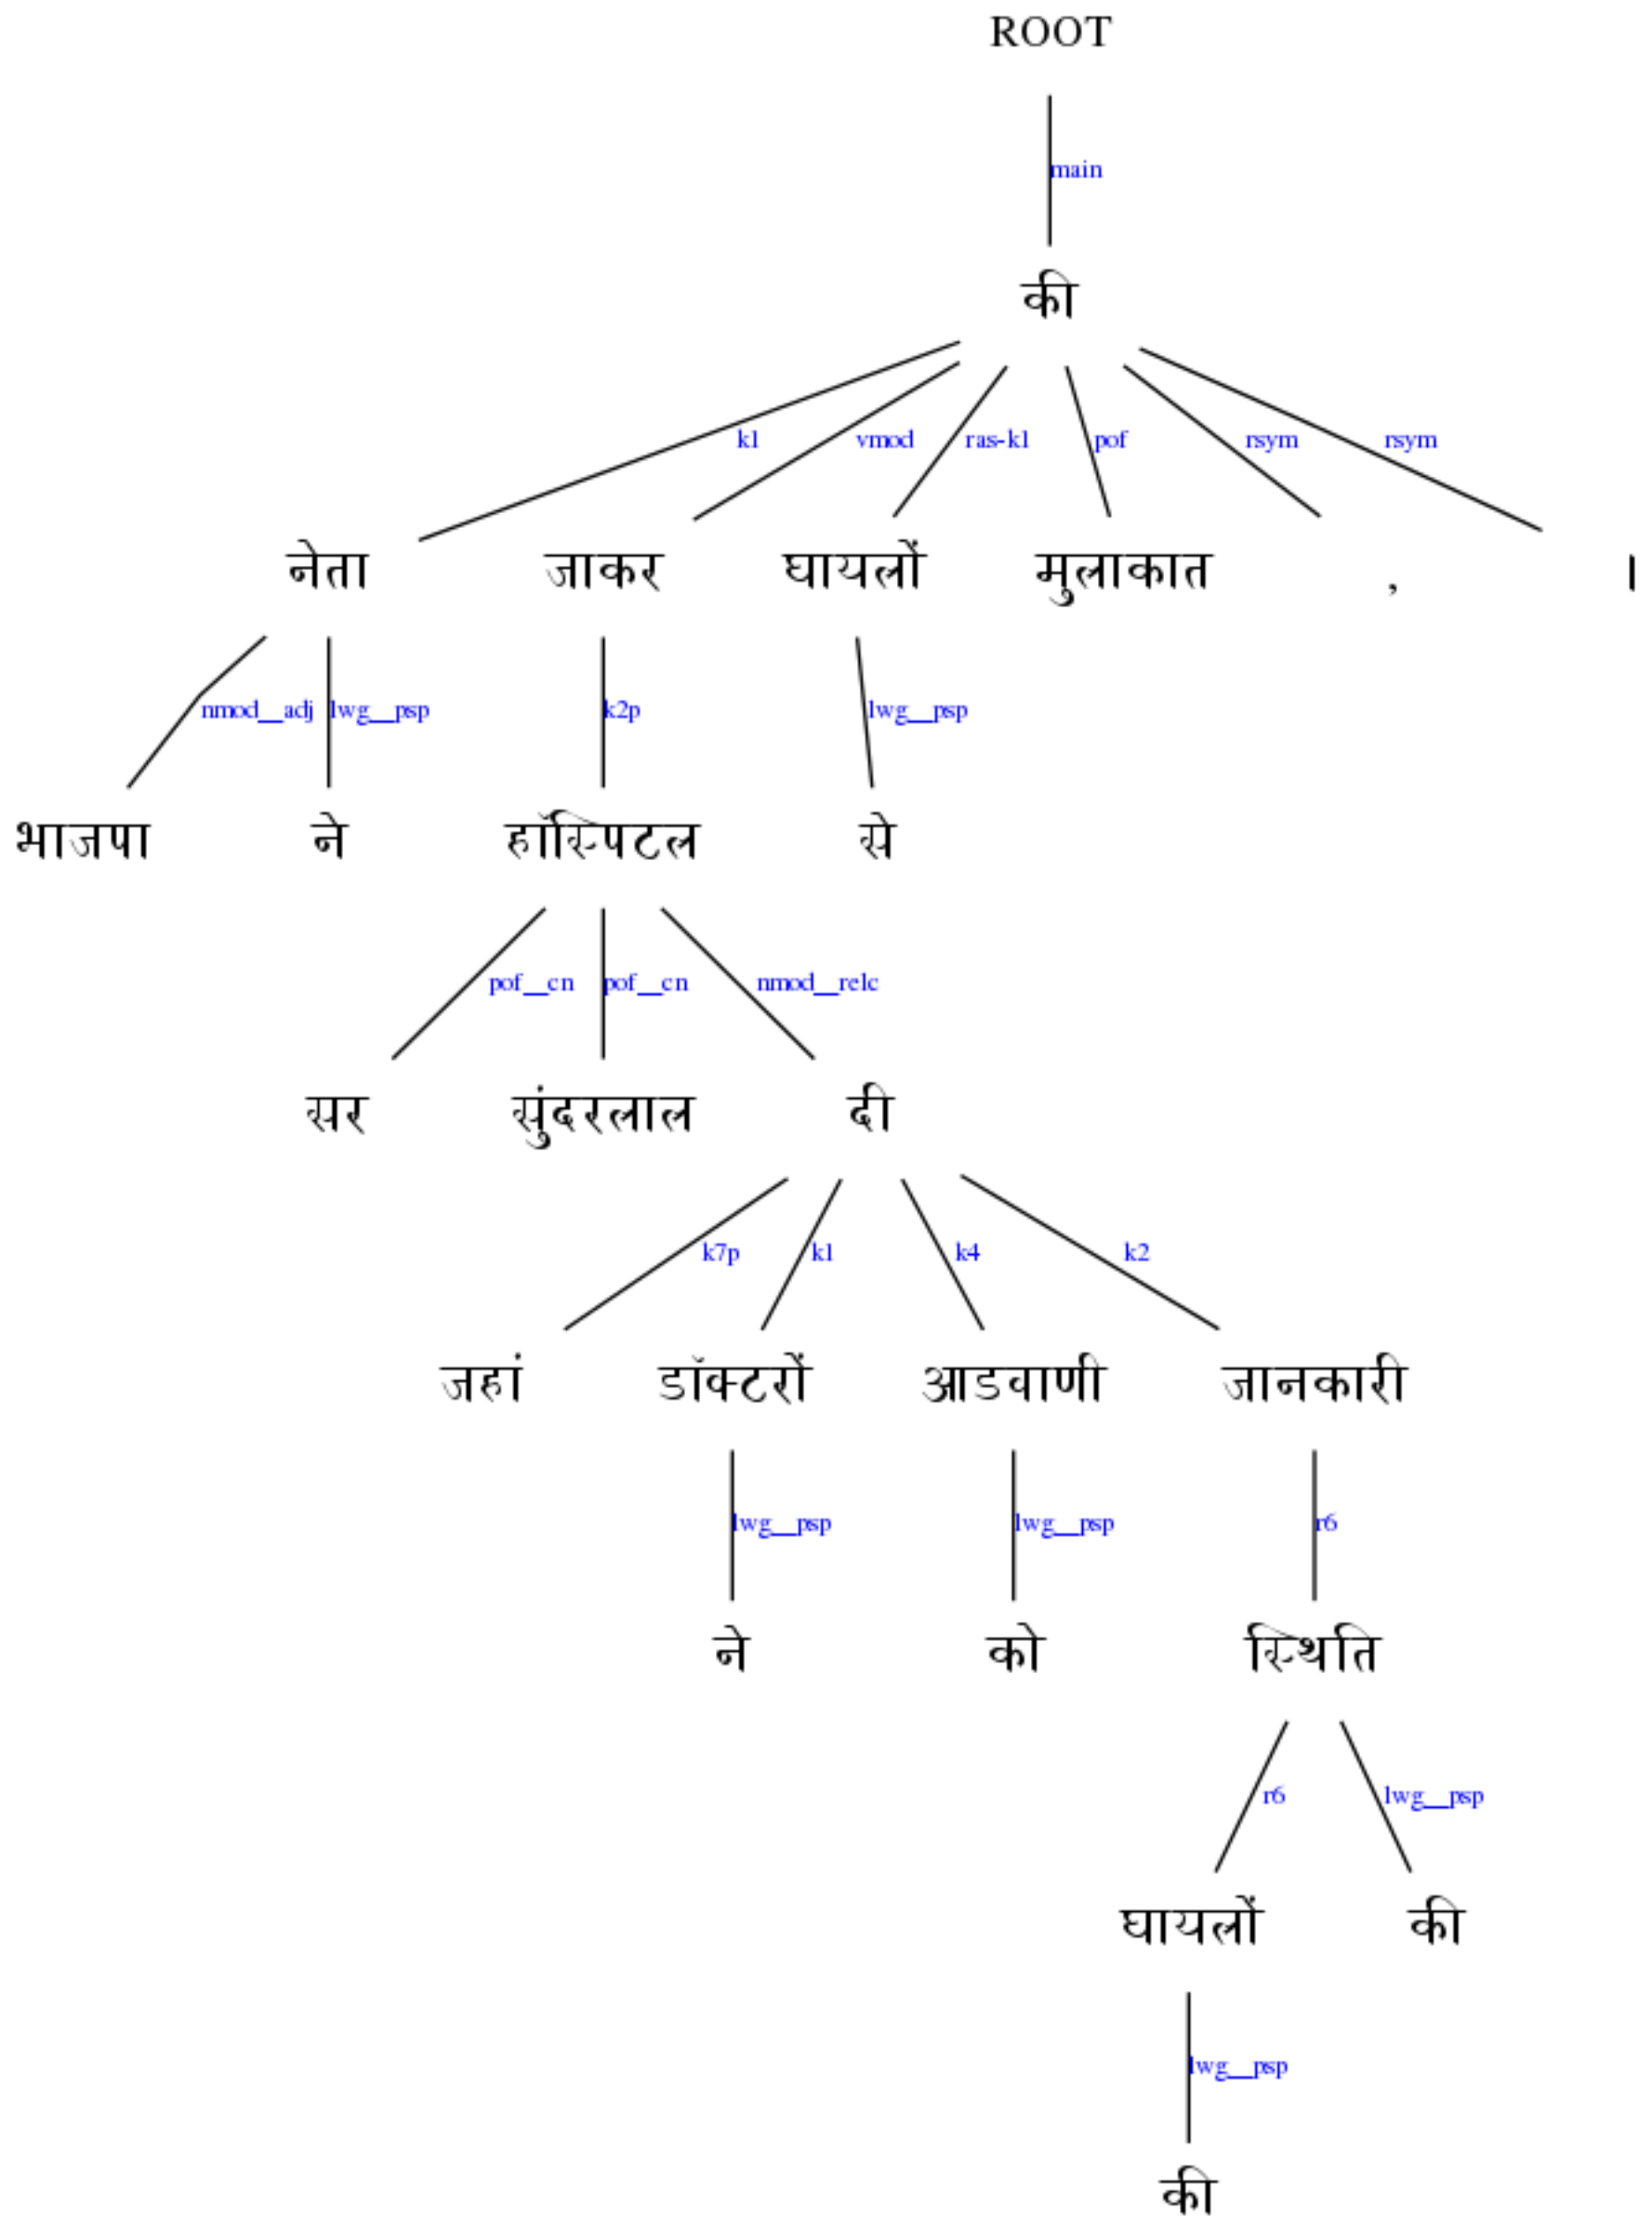 ROOT
main
की
k1 vmod ras-k1 pof rsym rsym
नेता जाकर घायलों मुलाकात , ।
nmod__adj lwg__psp k2p lwg__psp
भाजपा ने हॉस्पिटल से
pof__cn pof__cn nmod__relc
सर सुंदरलाल दी
k7p k1 k4 k2
जहां डॉक्टरों आडवाणी जानकारी
lwg__psp lwg__psp r6
ने को स्थिति
r6 lwg__psp
घायलों की
lwg__psp
की